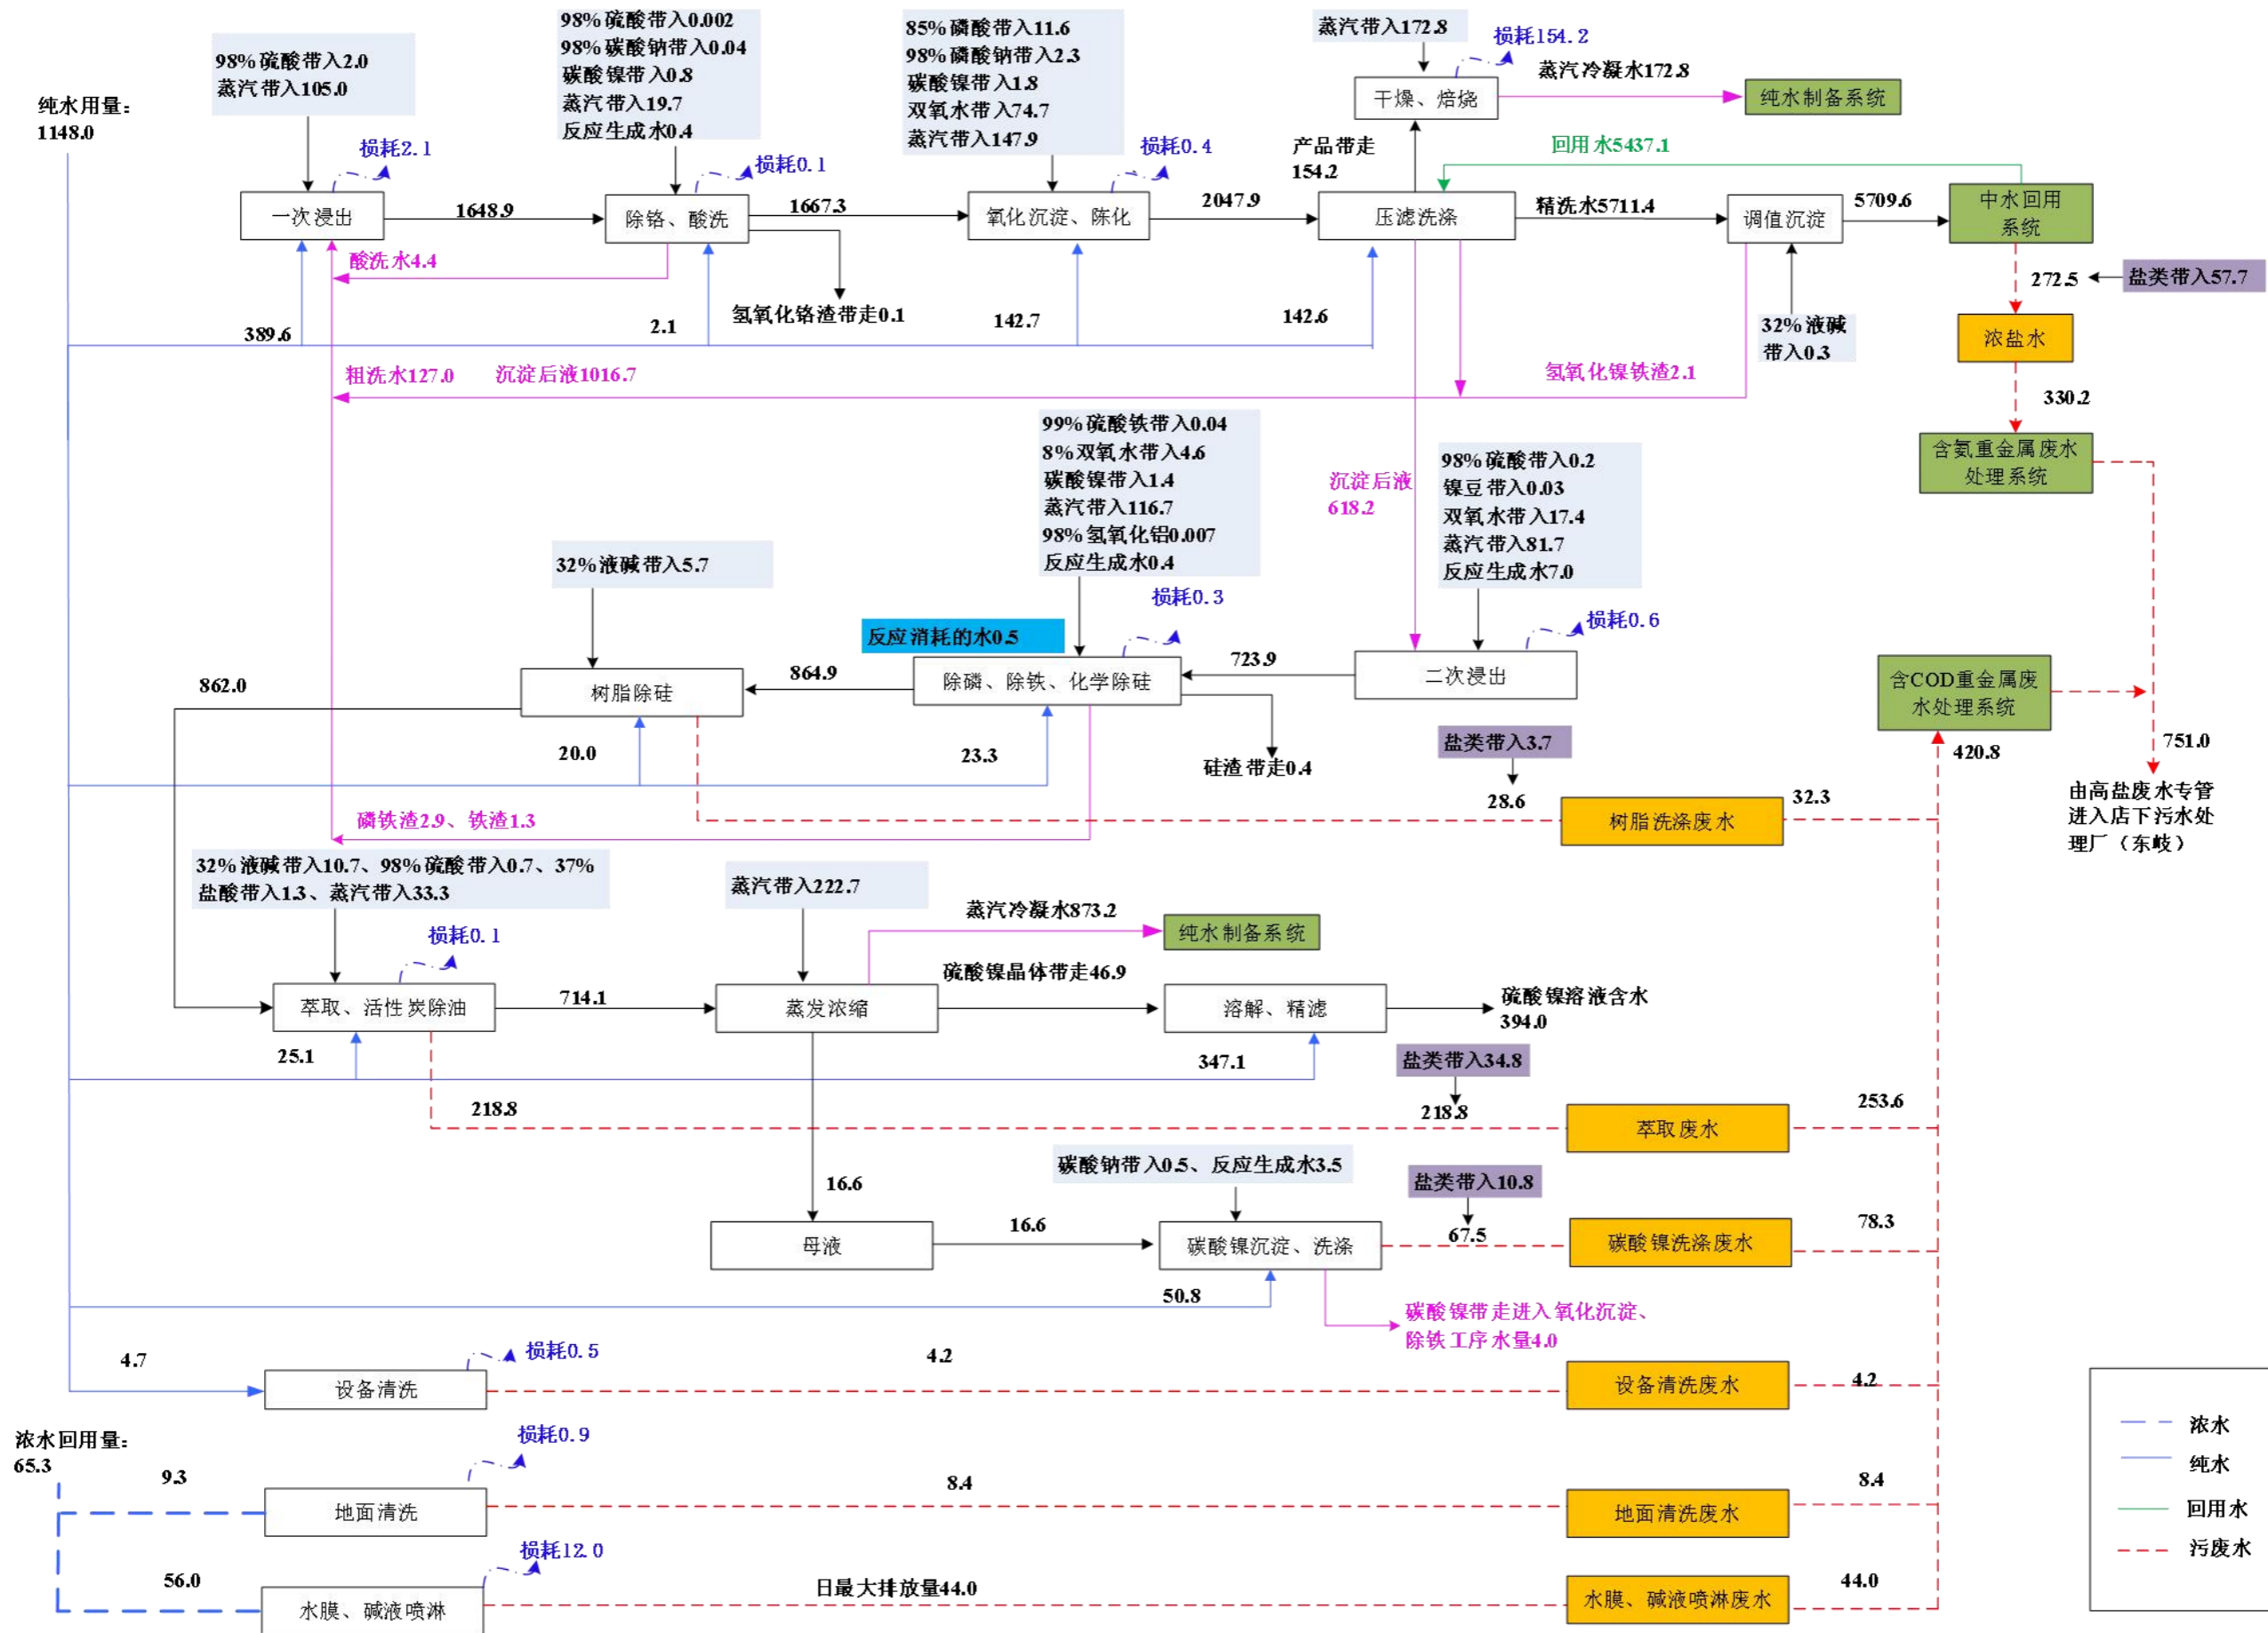 纯水用量：
1148.0
98%硫酸带入2.0
蒸汽带入105.0
损耗2.1
一次浸出
1648.9
98%硫酸带入0.002
98%碳酸钠带入0.04
碳酸镍带入0.8
蒸汽带入19.7
反应生成水0.4
损耗0.1
除铬、酸洗
1667.3
氢氧化铬渣带走0.1
酸洗水4.4
85%磷酸带入11.6
98%磷酸钠带入2.3
碳酸镍带入1.8
双氧水带入74.7
蒸汽带入147.9
损耗0.4
氧化沉淀、陈化
2047.9
蒸汽带入172.8
损耗154.2
干燥、焙烧
蒸汽冷凝水172.8
纯水制备系统
产品带走
154.2
回用水5437.1
压滤洗涤
精洗水5711.4
调值沉淀
5709.6
中水回用
系统
272.5
盐类带入57.7
32%液碱
带入0.3
浓盐水
330.2
含氨重金属废水
处理系统
389.6
2.1
142.7
142.6
粗洗水127.0
沉淀后液1016.7
氢氧化镍铁渣2.1
99%硫酸铁带入0.04
8%双氧水带入4.6
碳酸镍带入1.4
蒸汽带入116.7
98%氢氧化铝0.007
反应生成水0.4
损耗0.3
沉淀后液
618.2
98%硫酸带入0.2
镍豆带入0.03
双氧水带入17.4
蒸汽带入81.7
反应生成水7.0
损耗0.6
32%液碱带入5.7
反应消耗的水0.5
862.0
树脂除硅
864.9
除磷、除铁、化学除硅
723.9
二次浸出
含COD重金属废
水处理系统
420.8
751.0
由高盐废水专管
进入店下污水处
理厂（东岐）
20.0
23.3
硅渣带走0.4
盐类带入3.7
28.6
树脂洗涤废水
32.3
磷铁渣2.9、铁渣1.3
32%液碱带入10.7、98%硫酸带入0.7、37%
盐酸带入1.3、蒸汽带入33.3
损耗0.1
蒸汽带入222.7
蒸汽冷凝水873.2
纯水制备系统
萃取、活性炭除油
714.1
蒸发浓缩
硫酸镍晶体带走46.9
溶解、精滤
硫酸镍溶液含水
394.0
25.1
347.1
盐类带入34.8
218.8
218.8
萃取废水
253.6
16.6
碳酸钠带入0.5、反应生成水3.5
盐类带入10.8
母液
16.6
碳酸镍沉淀、洗涤
67.5
碳酸镍洗涤废水
78.3
50.8
碳酸镍带走进入氧化沉淀、
除铁工序水量4.0
4.7
损耗0.5
设备清洗
4.2
设备清洗废水
4.2
浓水回用量：
65.3
9.3
损耗0.9
地面清洗
8.4
地面清洗废水
8.4
56.0
损耗12.0
水膜、碱液喷淋
日最大排放量44.0
水膜、碱液喷淋废水
44.0
浓水
纯水
回用水
污废水